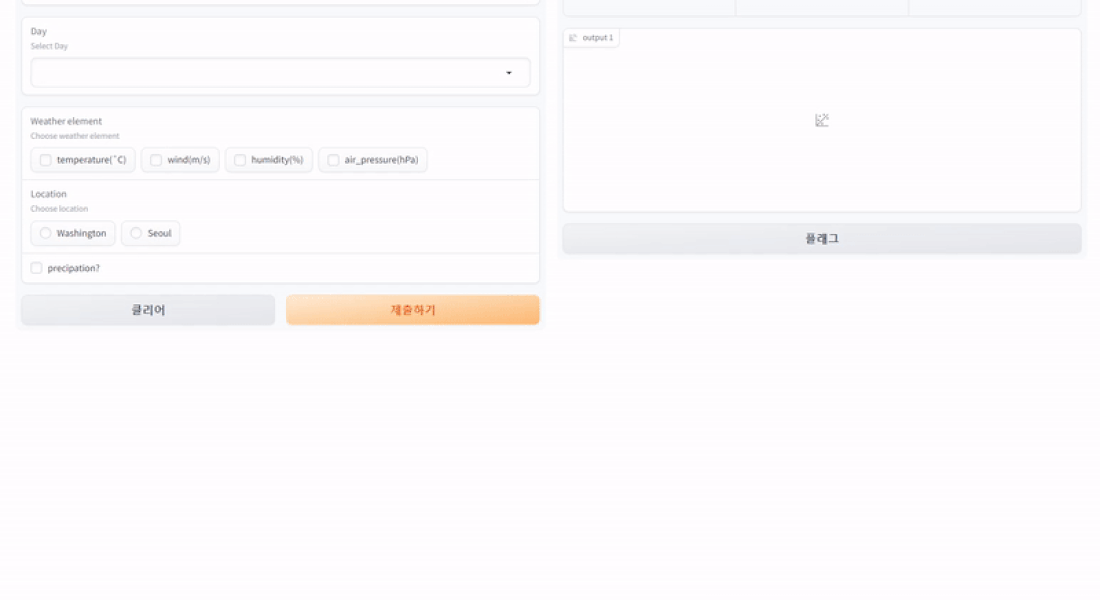 Day
Select Day
Weather element
Choose weather element
temperature(˚C)
wind(m/s)
humidity(%)
air_pressure(hPa)
Location
Choose location
Washington
Seoul
precipation?
클리어
제출하기
output 1
플래그